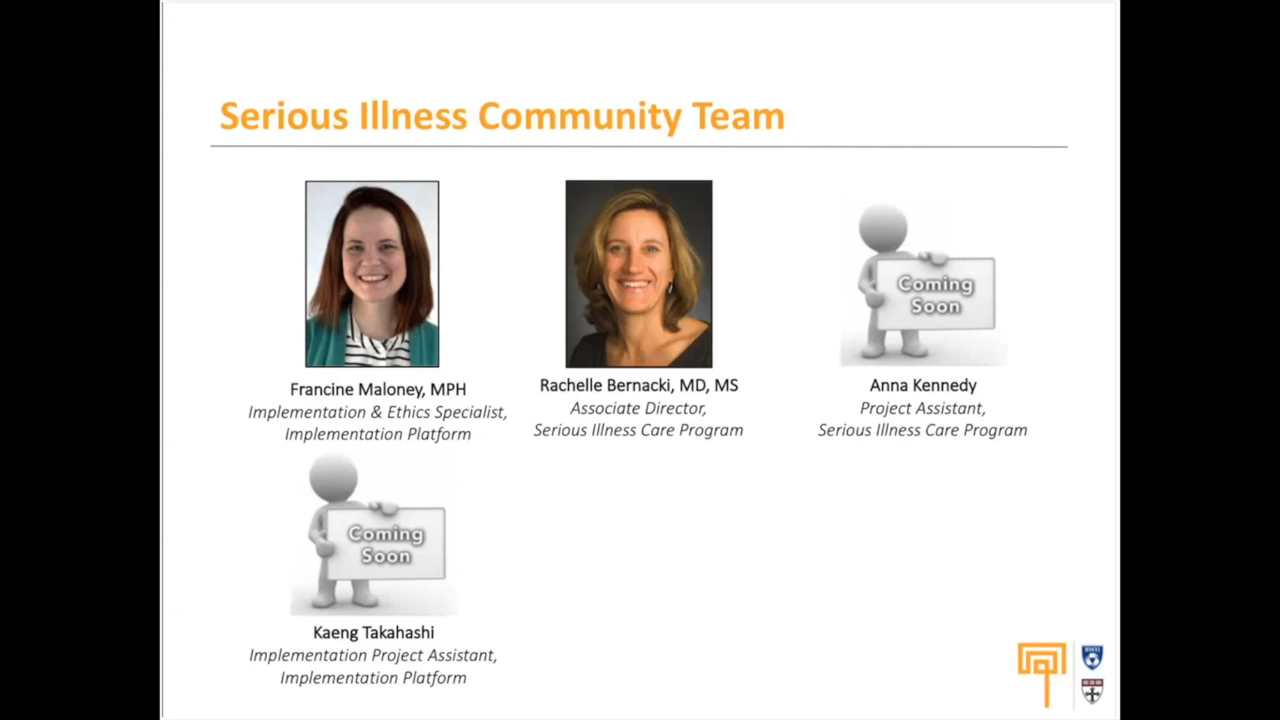 Serious Illness Community Team
Francine Maloney, MPH
Implementation & Ethics Specialist,
Implementation Platform
Rachelle Bernacki, MD, MS
Associate Director,
Serious Illness Care Program
Coming
Soon
Anna Kennedy
Project Assistant,
Serious Illness Care Program
Coming
Soon
Kaeng Takahashi
Implementation Project Assistant,
Implementation Platform
BWH